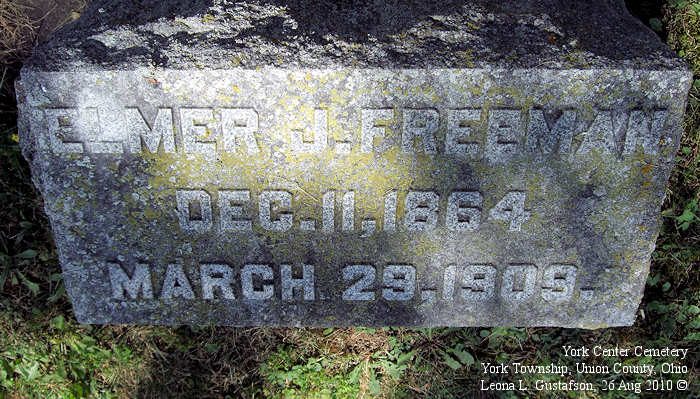 ELMER J. FREEMAN.
DEC. 11, 1864
MARCH 29, 1909.
York Center Cemetery
York Township, Union County, Ohio
Leona L. Gustafson, 26 Aug 2010 ©